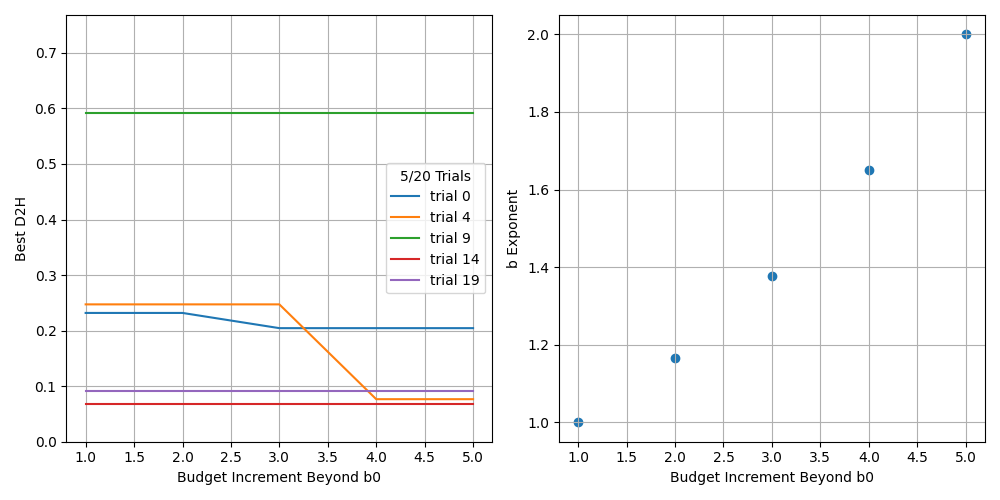 0.7
0.6
0.5
0.4
0.3
0.2
0.1
0.0
Best D2H
1.0 1.5 2.0 2.5 3.0 3.5 4.0 4.5 5.0
Budget Increment Beyond b0
5/20 Trials
trial 0
trial 4
trial 9
trial 14
trial 19
2.0
1.8
1.6
1.4
1.2
1.0
b Exponent
1.0 1.5 2.0 2.5 3.0 3.5 4.0 4.5 5.0
Budget Increment Beyond b0